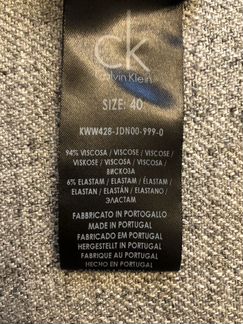 ck
Calvin Klein
SIZE: 40
KWW428-JDN00-999-0
94% VISCOSA / VISCOSE /
VISKOSE / VISCOSA / VISCOSA /
ВИСКОЗА
6% ELASTAM / ÉLASTAM /
ELASTAN / ELASTÁN / ELASTANO /
ЭЛАСТАМ
FABBRICATO IN PORTOGALLO
MADE IN PORTUGAL
FABRICADO EM PORTUGAL
HERGESTELLT IN PORTUGAL
FABRIQUE AU PORTUGAL
HECHO EN PORTUGAL